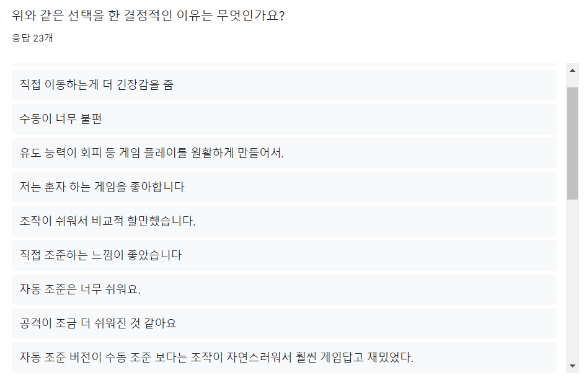 위와 같은 선택을 한 결정적인 이유는 무엇인가요?
응답 23개
직접 이동하는게 더 긴장감을 줌
수동이 너무 불편
유도 능력이 회피 등 게임 플레이를 원활하게 만들어서.
저는 혼자 하는 게임을 좋아합니다
조작이 쉬워서 비교적 할만했습니다.
직접 조준하는 느낌이 좋았습니다
자동 조준은 너무 쉬워요.
공격이 조금 더 쉬워진 것 같아요
자동 조준 버전이 수동 조준 보다는 조작이 자연스러워서 훨씬 게임답고 재밌었다.